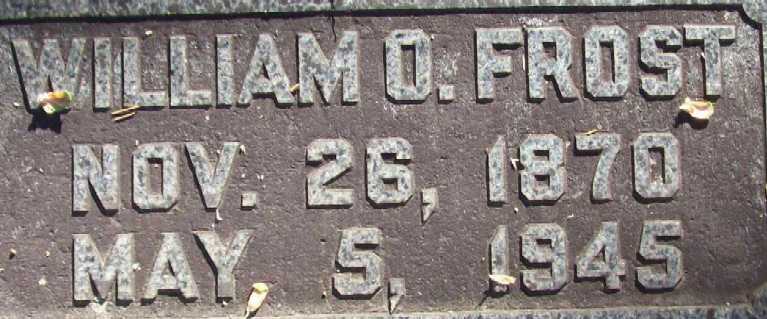 WILLIAM O. FROST
NOV. 26, 1870
MAY 5, 1945